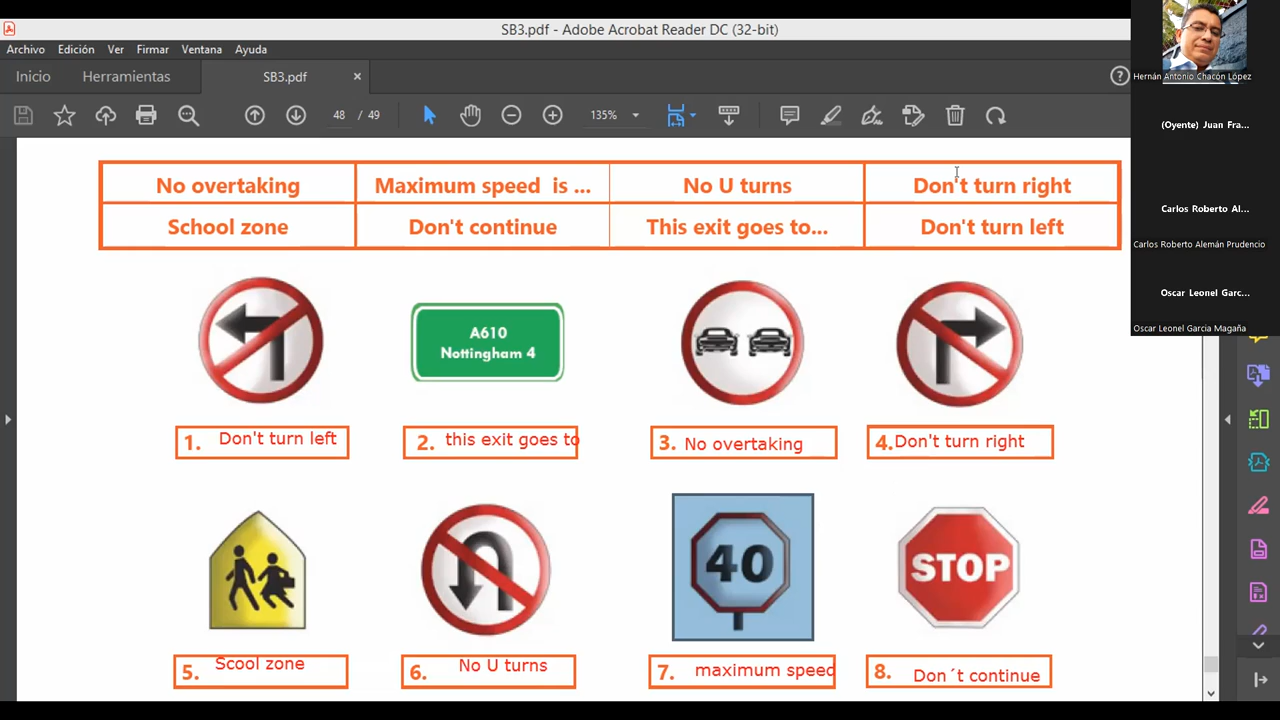 SB3.pdf - Adobe Acrobat Reader DC (32-bit)
Archivo Edición Ver Firmar Ventana Ayuda
Inicio Herramientas SB3.pdf ×
48 / 49 135%
Hernán Antonio Chacón López
(Oyente) Juan Fra...
Carlos Roberto Al...
Carlos Roberto Alemán Prudencio
Oscar Leonel Garc...
Oscar Leonel Garcia Magaña
No overtaking Maximum speed is ... No U turns Don't turn right
School zone Don't continue This exit goes to... Don't turn left
A610
Nottingham 4
1. Don't turn left 2. this exit goes to 3. No overtaking 4. Don't turn right
40 STOP
5. Scool zone 6. No U turns 7. maximum speed 8. Don´t continue